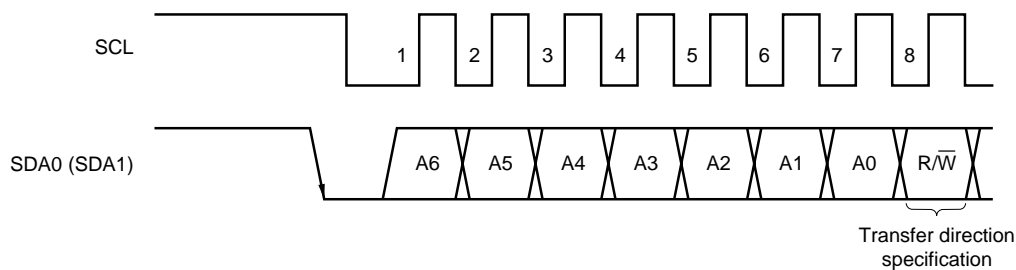 SCL
1 2 3 4 5 6 7 8
SDA0 (SDA1)
A6 A5 A4 A3 A2 A1 A0 R/W̅
Transfer direction
specification